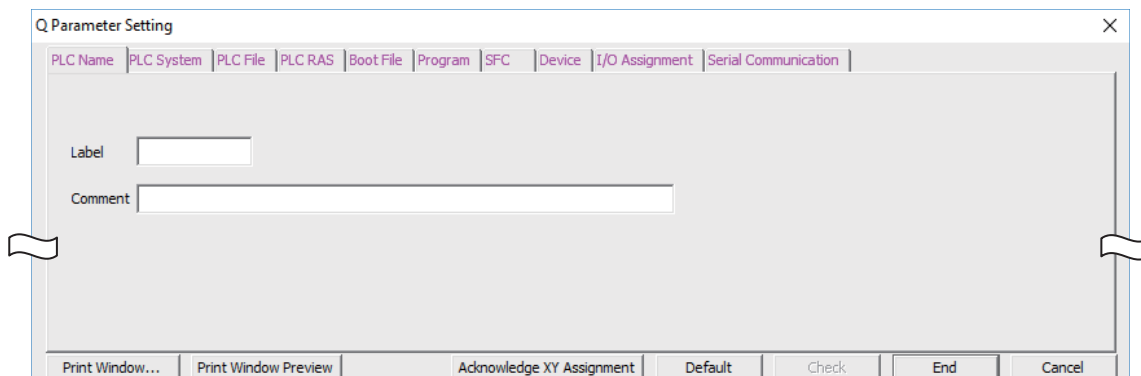 Q Parameter Setting
PLC Name PLC System PLC File PLC RAS Boot File Program SFC Device I/O Assignment Serial Communication
Label
Comment
Print Window... Print Window Preview Acknowledge XY Assignment Default Check End Cancel